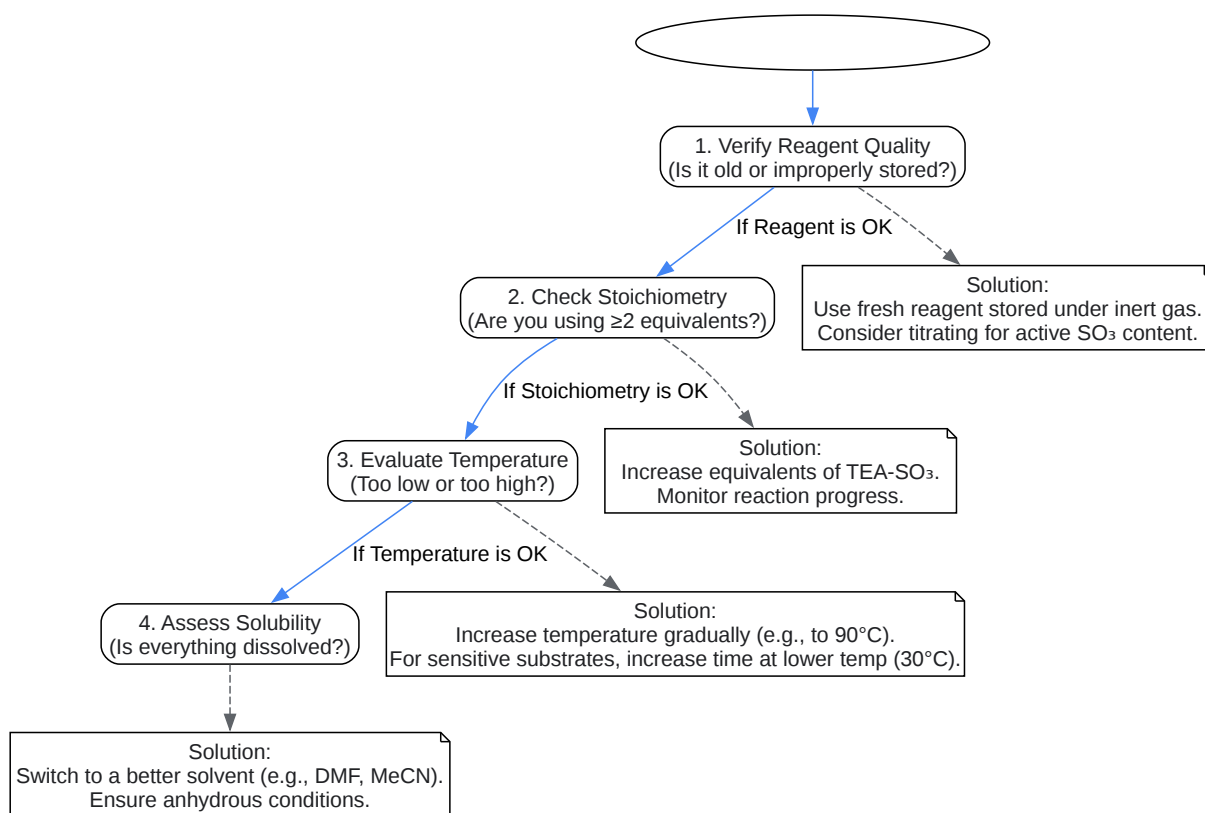 1. Verify Reagent Quality
(Is it old or improperly stored?)
If Reagent is OK
Solution:
Use fresh reagent stored under inert gas.
Consider titrating for active SO₃ content.
2. Check Stoichiometry
(Are you using ≥2 equivalents?)
If Stoichiometry is OK
Solution:
Increase equivalents of TEA-SO₃.
Monitor reaction progress.
3. Evaluate Temperature
(Too low or too high?)
If Temperature is OK
Solution:
Increase temperature gradually (e.g., to 90°C).
For sensitive substrates, increase time at lower temp (30°C).
4. Assess Solubility
(Is everything dissolved?)
Solution:
Switch to a better solvent (e.g., DMF, MeCN).
Ensure anhydrous conditions.